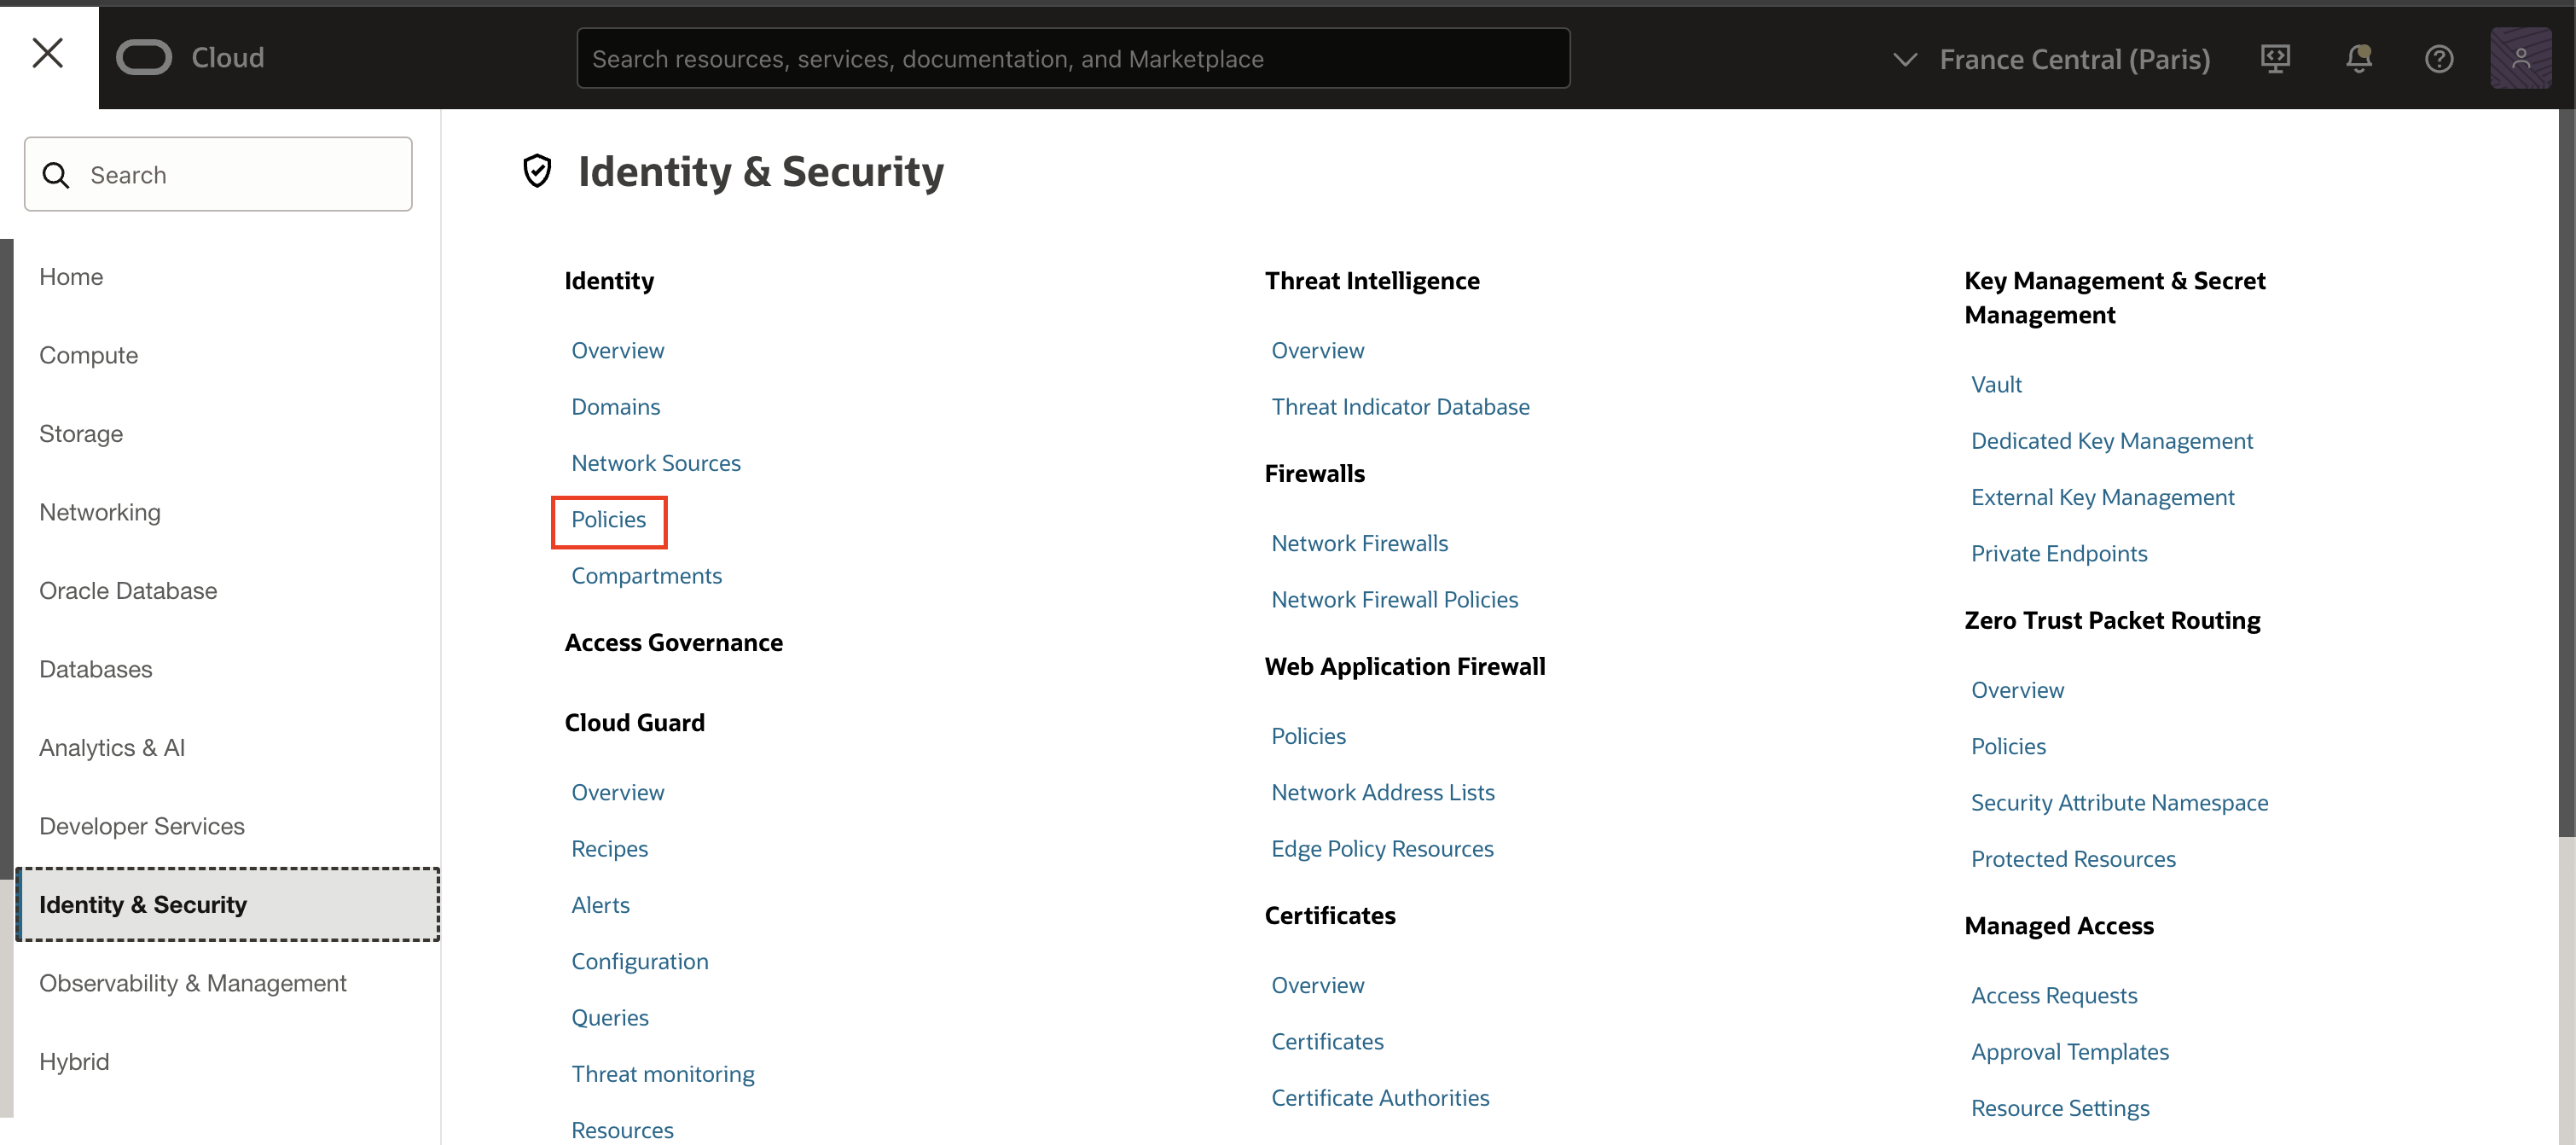 Cloud
Search resources, services, documentation, and Marketplace
France Central (Paris)
Search
Home
Compute
Storage
Networking
Oracle Database
Databases
Analytics & AI
Developer Services
Identity & Security
Observability & Management
Hybrid
Identity & Security
Identity
Overview
Domains
Network Sources
Policies
Compartments
Access Governance
Cloud Guard
Overview
Recipes
Alerts
Configuration
Queries
Threat monitoring
Resources
Threat Intelligence
Overview
Threat Indicator Database
Firewalls
Network Firewalls
Network Firewall Policies
Web Application Firewall
Policies
Network Address Lists
Edge Policy Resources
Certificates
Overview
Certificates
Certificate Authorities
Key Management & Secret
Management
Vault
Dedicated Key Management
External Key Management
Private Endpoints
Zero Trust Packet Routing
Overview
Policies
Security Attribute Namespace
Protected Resources
Managed Access
Access Requests
Approval Templates
Resource Settings